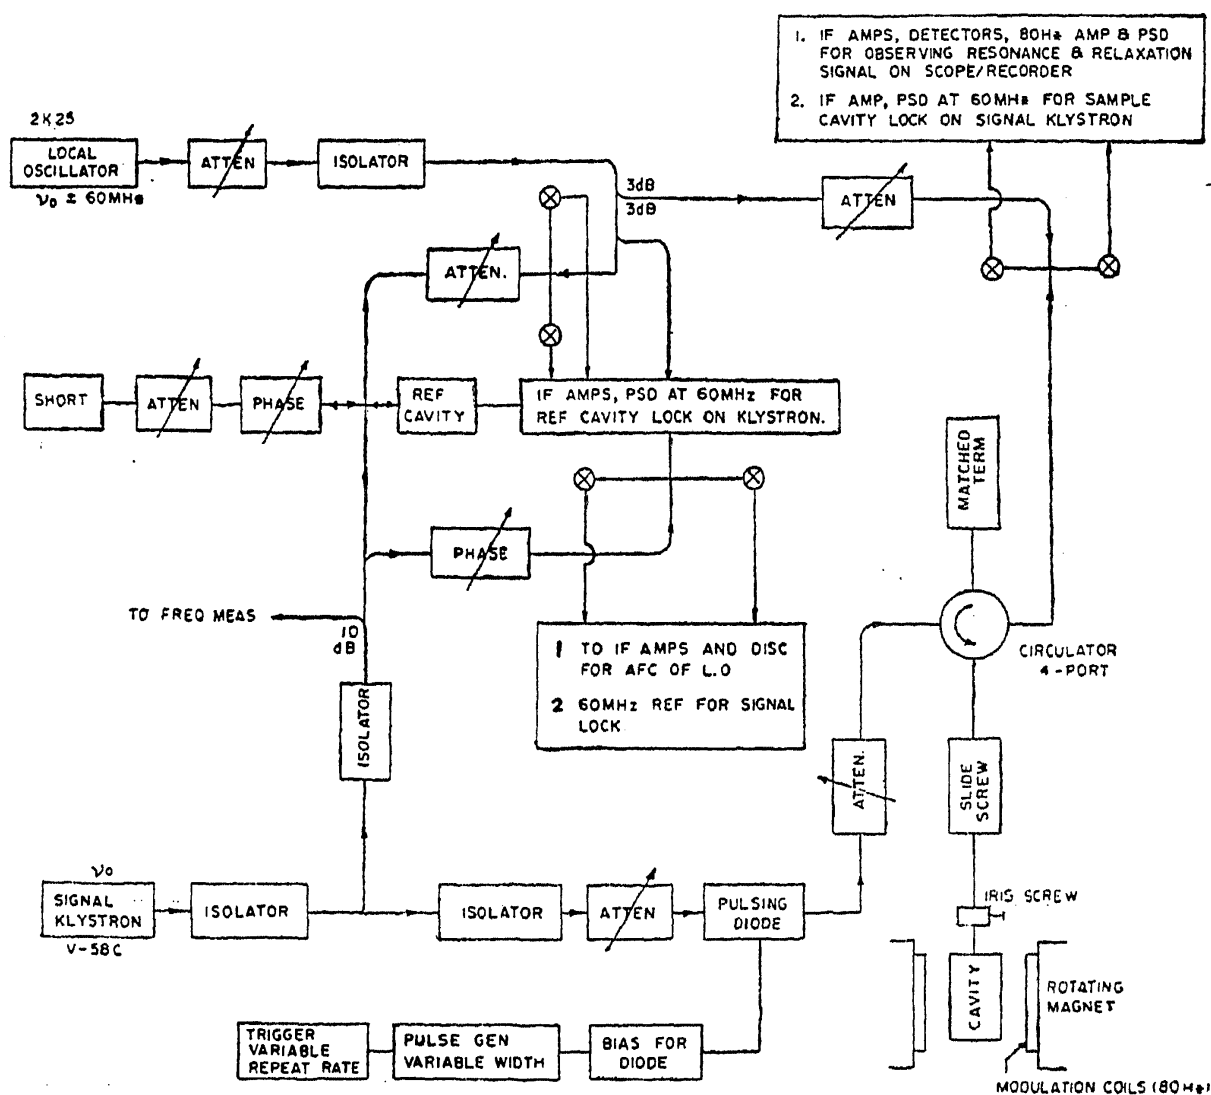 1. IF AMPS, DETECTORS, 80Hz AMP & PSD
FOR OBSERVING RESONANCE & RELAXATION
SIGNAL ON SCOPE/RECORDER
2. IF AMP, PSD AT 60MHz FOR SAMPLE
CAVITY LOCK ON SIGNAL KLYSTRON
2K25
LOCAL
OSCILLATOR
ν₀ ± 60MHz
ATTEN
ISOLATOR
3dB
3dB
ATTEN
ATTEN.
SHORT
ATTEN
PHASE
REF
CAVITY
IF AMPS, PSD AT 60MHz FOR
REF CAVITY LOCK ON KLYSTRON.
MATCHED
TERM
PHASE
TO FREQ MEAS
10
dB
1 TO IF AMPS AND DISC
FOR AFC OF L.O
2 60MHz REF FOR SIGNAL
LOCK
CIRCULATOR
4-PORT
ISOLATOR
ATTEN.
SLIDE
SCREW
ν₀
SIGNAL
KLYSTRON
V-58C
ISOLATOR
ISOLATOR
ATTEN
PULSING
DIODE
IRIS SCREW
CAVITY
ROTATING
MAGNET
TRIGGER
VARIABLE
REPEAT RATE
PULSE GEN
VARIABLE WIDTH
BIAS FOR
DIODE
MODULATION COILS (80Hz)